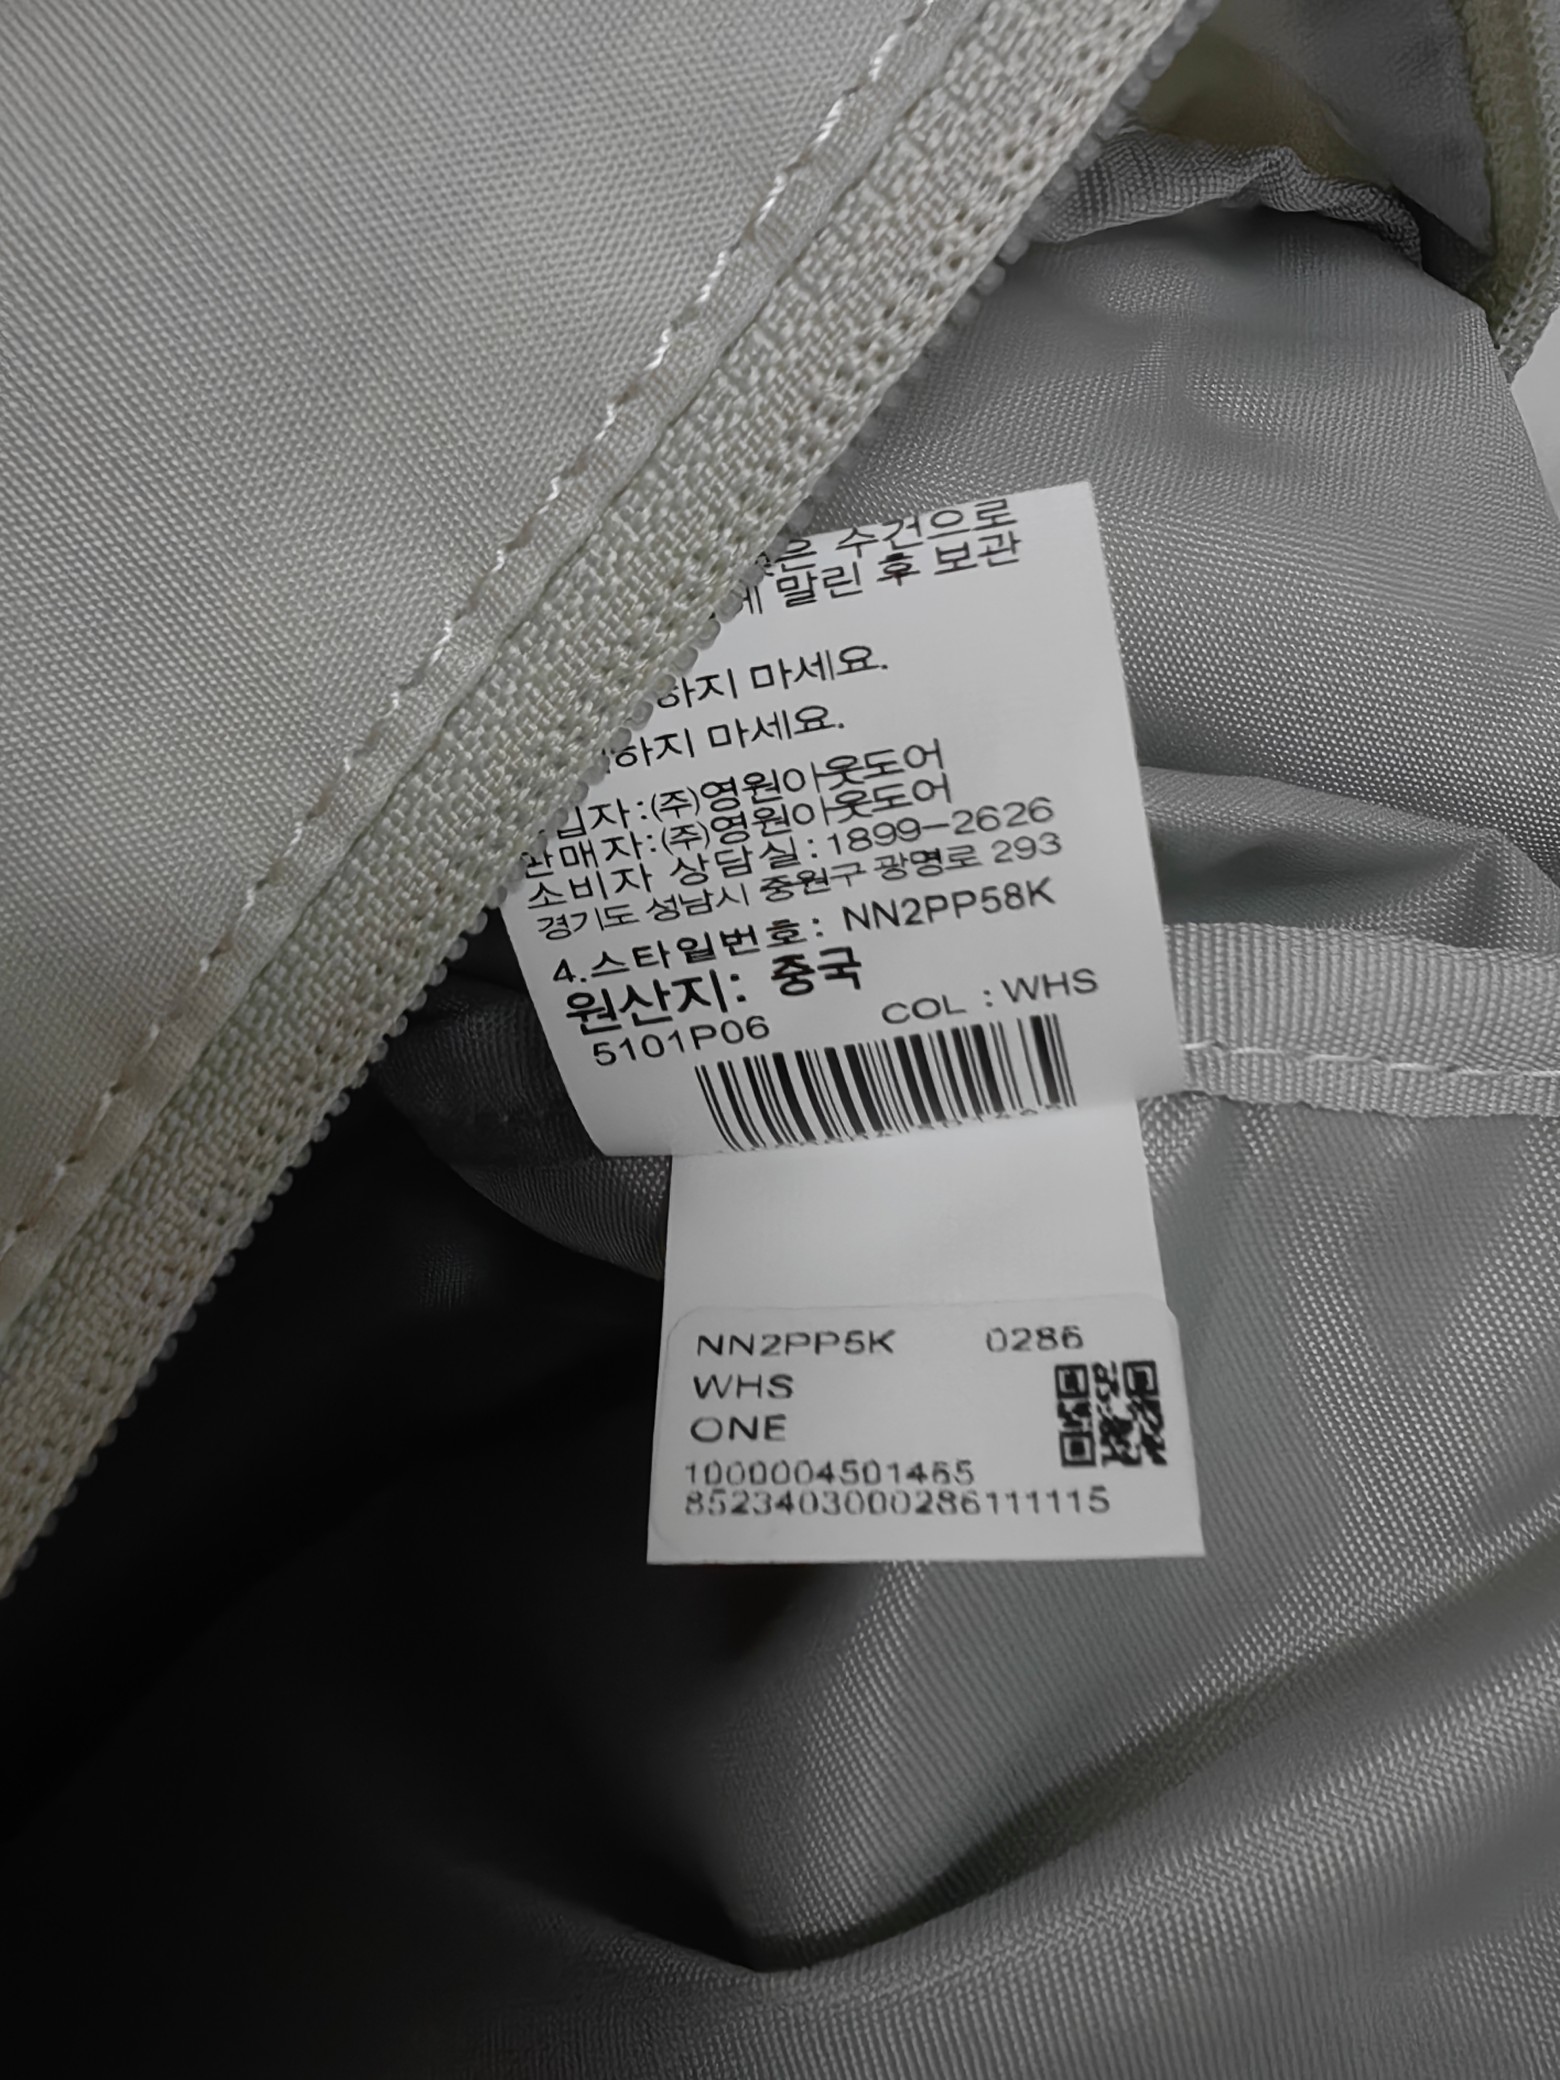 은 수건으로
말린 후 보관
하지 마세요.
하지 마세요.
입자:(주)영원아웃도어
판매자:(주)영원아웃도어
소비자 상담실:1899-2626
경기도 성남시 중원구 광명로 293
4.스타일번호: NN2PP58K
원산지: 중국
5101P06 COL : WHS
NN2PP5K 0286
WHS
ONE
1000004501465
8523403000286111115